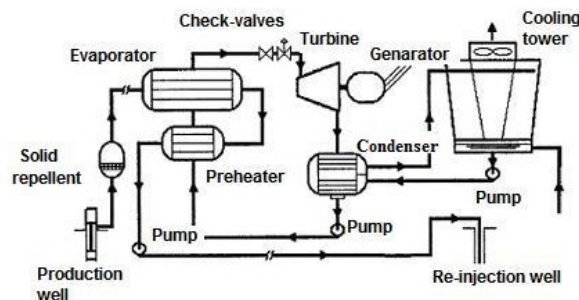 Check-valves
Turbine
Cooling
tower
Evaporator
Genarator
Condenser
Solid
repellent
Preheater
Pump
Pump
Pump
Production
well
Re-injection well